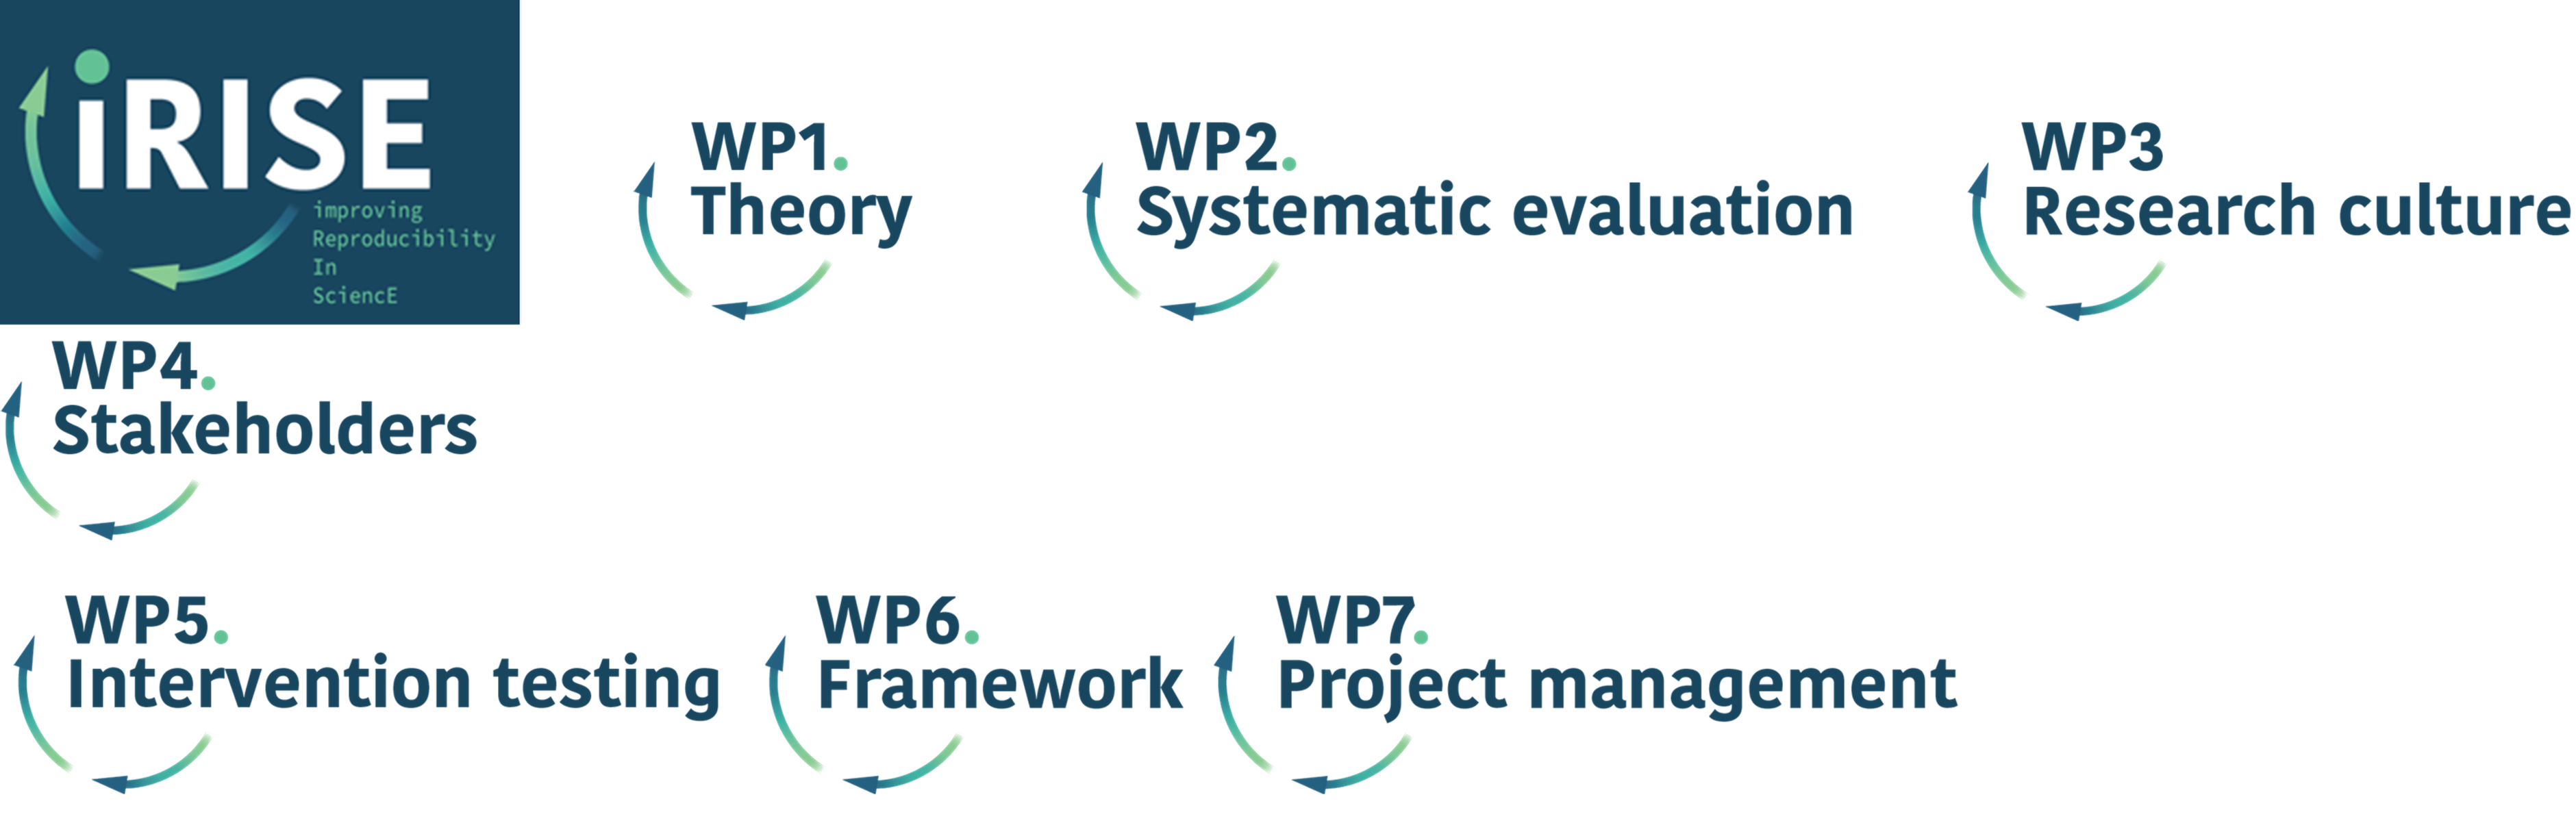 iRISE
improving
Reproducibility
In
SciencE
WP1.
Theory
WP2.
Systematic evaluation
WP3
Research culture
WP4.
Stakeholders
WP5.
Intervention testing
WP6.
Framework
WP7.
Project management